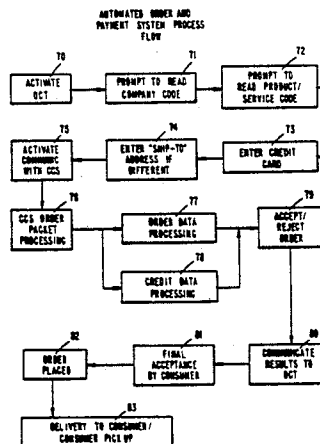 AUTOMATED ORDER AND
PAYMENT SYSTEM PROCESS
FLOW
70
ACTIVATE
OCT
71
PROMPT TO READ
COMPANY CODE
72
PROMPT TO
READ PRODUCT/
SERVICE CODE
75
ACTIVATE
COMMUNIC
WITH CCS
74
ENTER "SHIP-TO"
ADDRESS IF
DIFFERENT
73
ENTER CREDIT
CARD
76
CCS ORDER
PACKET
PROCESSING
77
ORDER DATA
PROCESSING
79
ACCEPT/
REJECT
ORDER
78
CREDIT DATA
PROCESSING
82
ORDER
PLACED
81
FINAL
ACCEPTANCE
BY CONSUMER
80
COMMUNICATE
RESULTS TO
OCT
83
DELIVERY TO CONSUMER/
CONSUMER PICK UP